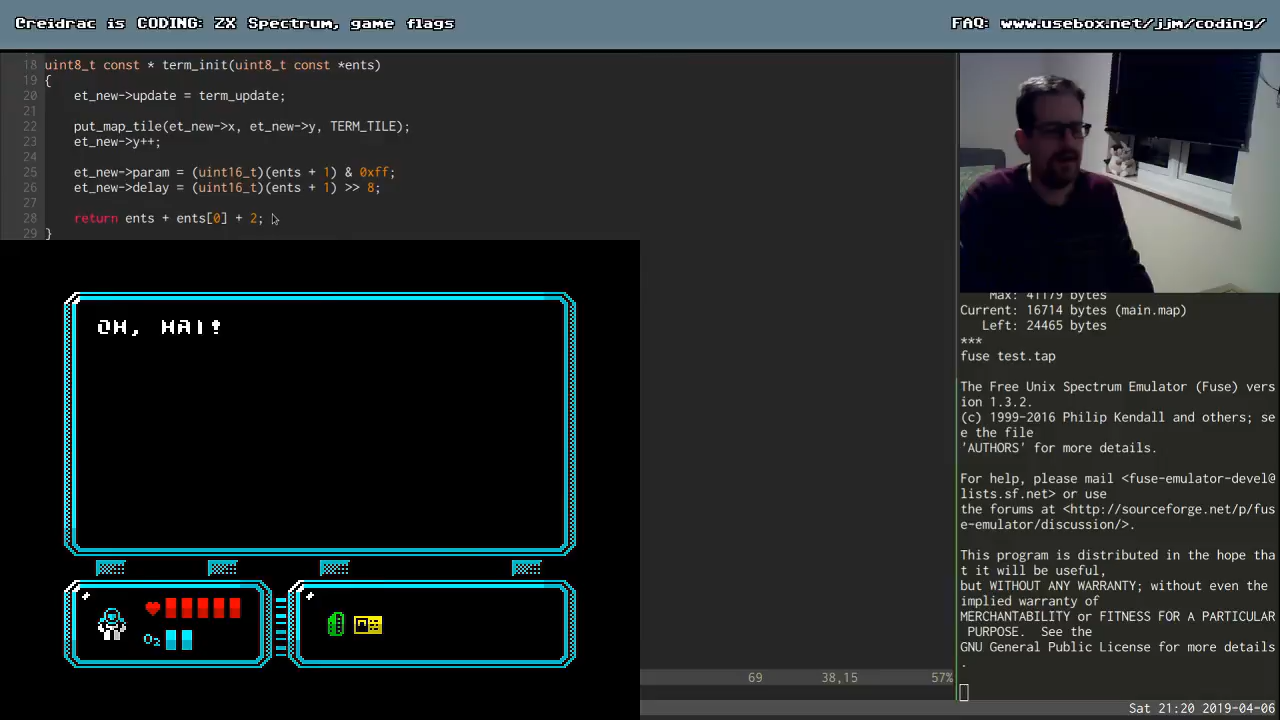 Creidrac is CODING: ZX Spectrum, game flags
FAQ: www.usebox.net/jjm/coding/
18 uint8_t const * term_init(uint8_t const *ents)
19 {
20 et_new->update = term_update;
21
22 put_map_tile(et_new->x, et_new->y, TERM_TILE);
23 et_new->y++;
24
25 et_new->param = (uint16_t)(ents + 1) & 0xff;
26 et_new->delay = (uint16_t)(ents + 1) >> 8;
27
28 return ents + ents[0] + 2;
29 }
OH, HAI!
O2
69 38,15 57%
Max: 41179 bytes
Current: 16714 bytes (main.map)
Left: 24465 bytes
***
fuse test.tap
The Free Unix Spectrum Emulator (Fuse) vers
ion 1.3.2.
(c) 1999-2016 Philip Kendall and others; se
e the file
'AUTHORS' for more details.
For help, please mail <fuse-emulator-devel@
lists.sf.net> or use
the forums at <http://sourceforge.net/p/fus
e-emulator/discussion/>.
This program is distributed in the hope tha
t it will be useful,
but WITHOUT ANY WARRANTY; without even the
implied warranty of
MERCHANTABILITY or FITNESS FOR A PARTICULAR
PURPOSE. See the
GNU General Public License for more details
.
Sat 21:20 2019-04-06